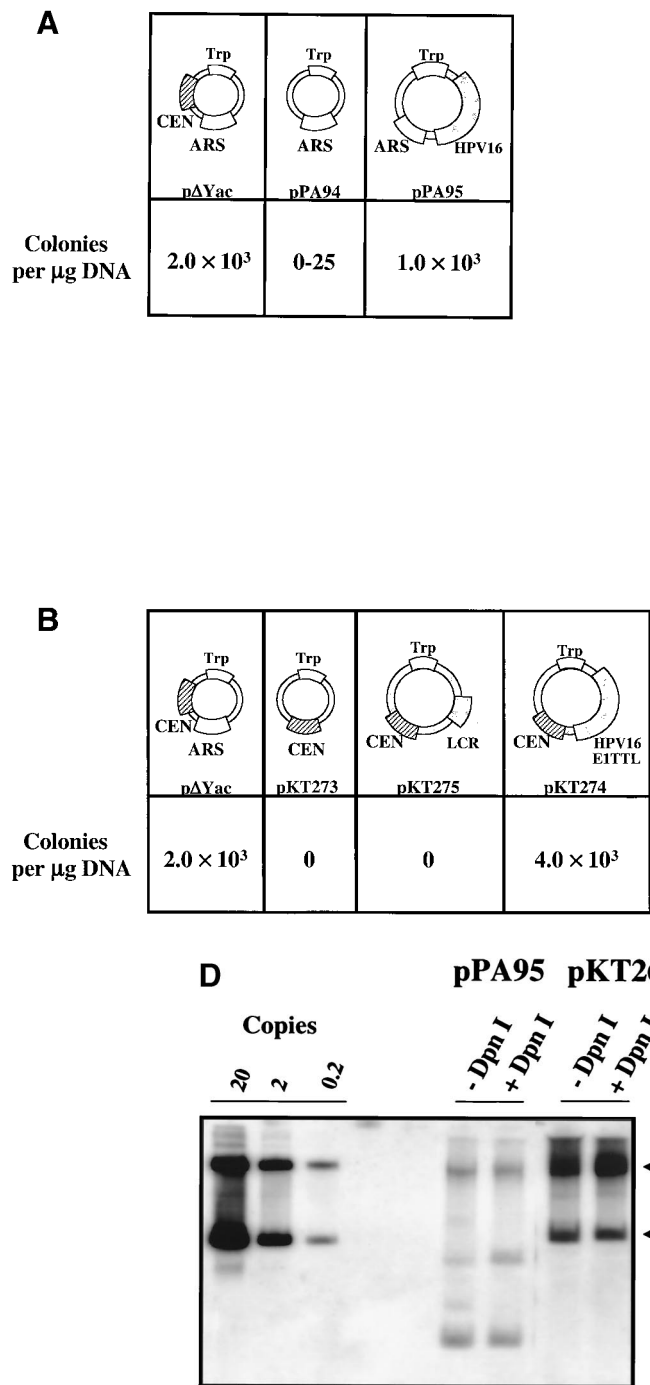 A
Trp
CEN
ARS
pΔYac
Trp
ARS
pPA94
Trp
ARS
HPV16
pPA95
Colonies
per µg DNA
2.0 × 10³
0-25
1.0 × 10³
B
Trp
CEN
ARS
pΔYac
Trp
CEN
pKT273
Trp
CEN
LCR
pKT275
Trp
CEN
HPV16
E1TTL
pKT274
Colonies
per µg DNA
2.0 × 10³
0
0
4.0 × 10³
D
pPA95 
Copies
20
2
0.2
- Dpn I
+ Dpn I
- Dpn I
+ Dpn I